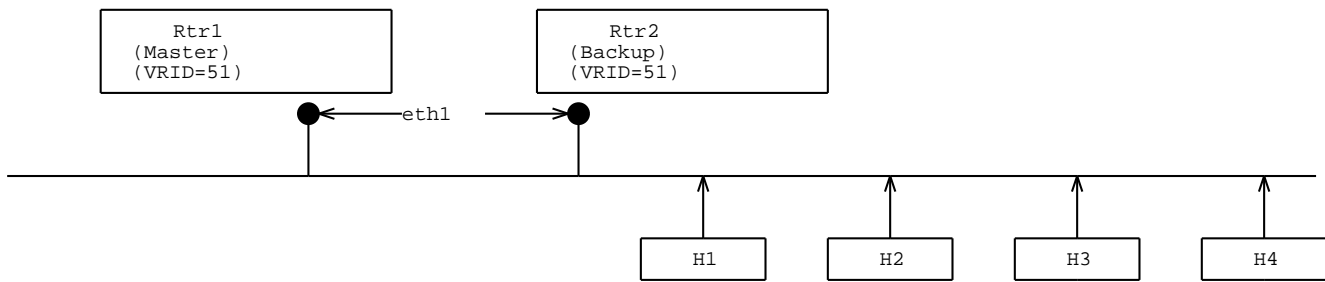 Rtr1
(Master)
(VRID=51)
Rtr2
(Backup)
(VRID=51)
eth1
H1
H2
H3
H4